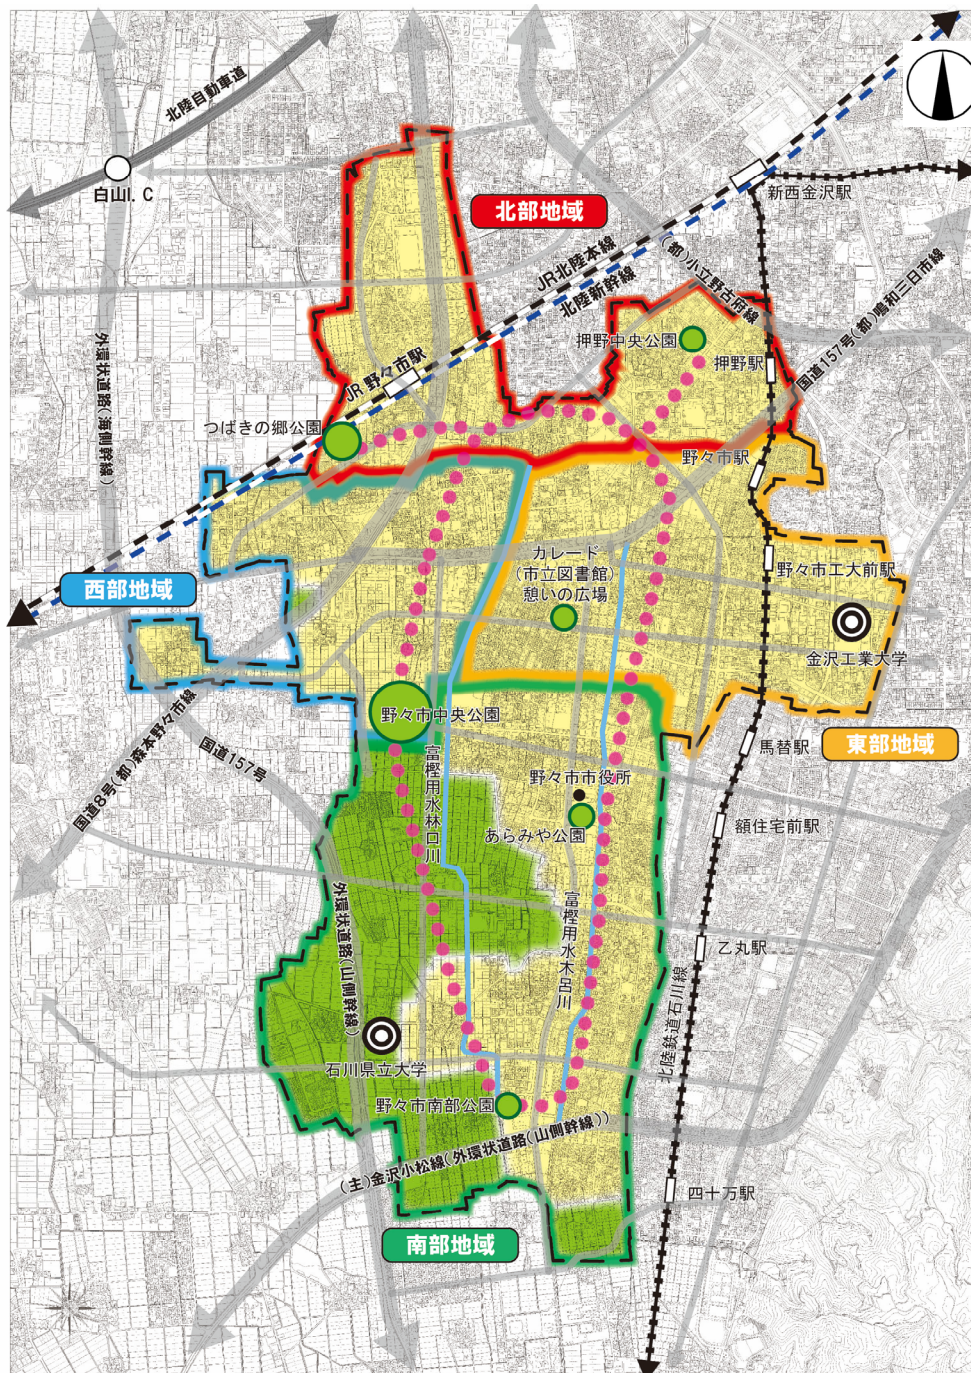 北陸自動車道
白山I. C
北部地域
新西金沢駅
JR北陸本線
北陸新幹線
(都)小立野古府線
国道157号(都)鳴和三日市線
押野中央公園
押野駅
外環状道路(海側幹線)
JR 野々市駅
つばきの郷公園
野々市駅
カレード
(市立図書館)
憩いの広場
野々市工大前駅
西部地域
金沢工業大学
野々市中央公園
国道8号(都)森本野々市線
国道157号
馬替駅
東部地域
富樫用水林口川
野々市市役所
あらみや公園
額住宅前駅
外環状道路(山側幹線)
富樫用水木呂川
乙丸駅
北陸鉄道石川線
石川県立大学
野々市南部公園
(主)金沢小松線(外環状道路(山側幹線))
四十万駅
南部地域